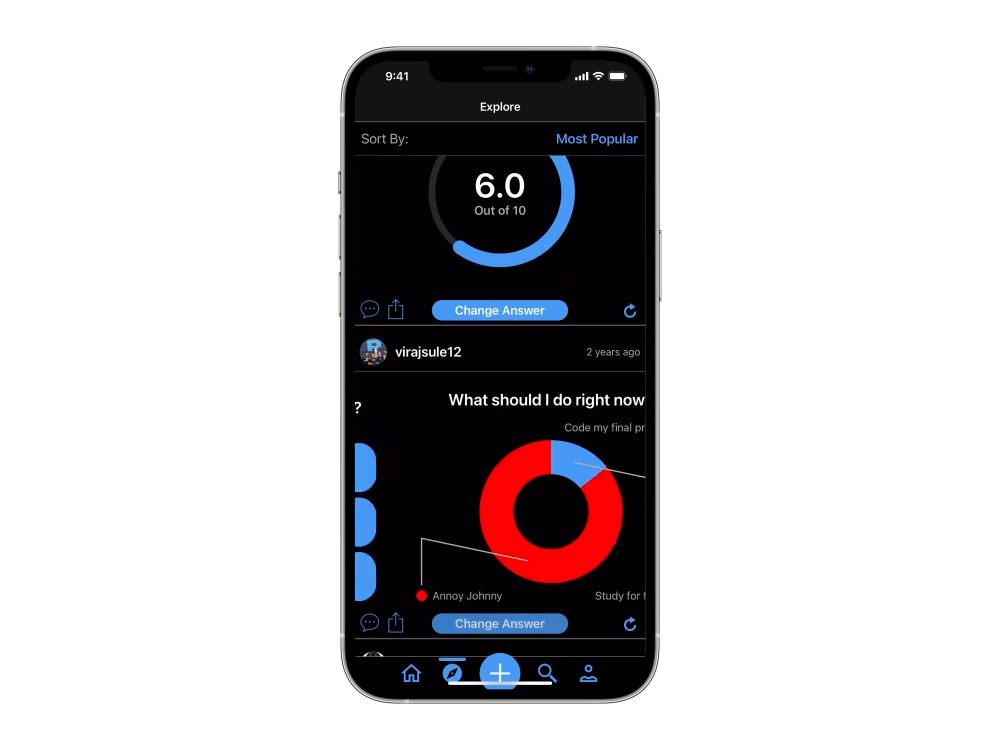 9:41
Explore
Sort By:
Most Popular
6.0
Out of 10
Change Answer
virajsule12
2 years ago
?
What should I do right now
Code my final pr
Annoy Johnny
Study for
Change Answer